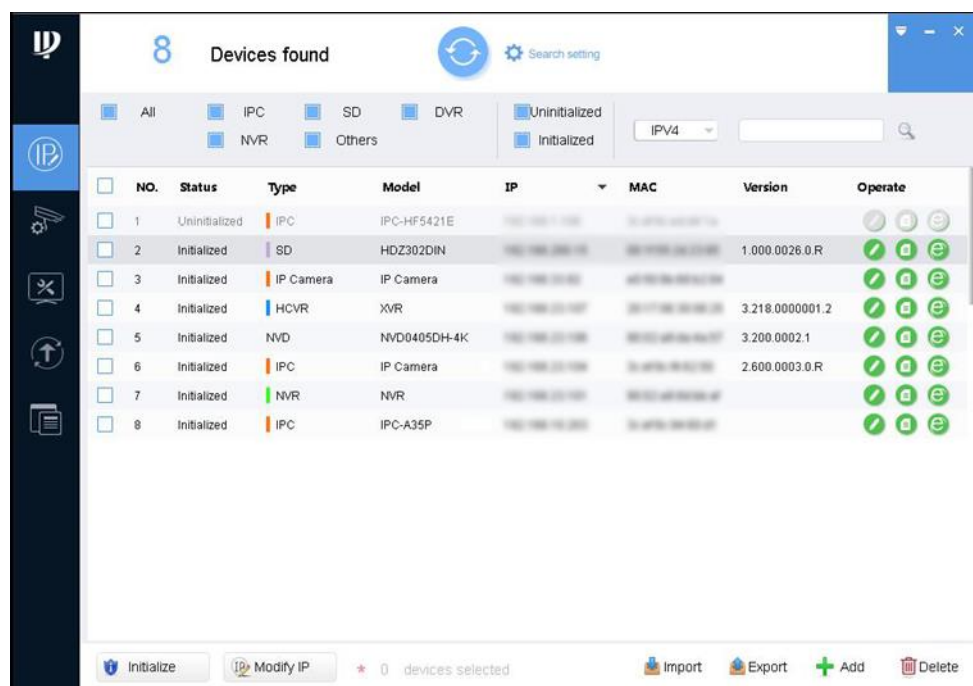 8 Devices found Search setting
All IPC SD DVR Uninitialized
NVR Others Initialized IPV4
NO. Status Type Model IP MAC Version Operate
1 Uninitialized IPC IPC-HF5421E
2 Initialized SD HDZ302DIN 1.000.0026.0.R
3 Initialized IP Camera IP Camera
4 Initialized HCVR XVR 3.218.0000001.2
5 Initialized NVD NVD0405DH-4K 3.200.0002.1
6 Initialized IPC IP Camera 2.600.0003.0.R
7 Initialized NVR NVR
8 Initialized IPC IPC-A35P
Initialize Modify IP * 0 devices selected Import Export Add Delete